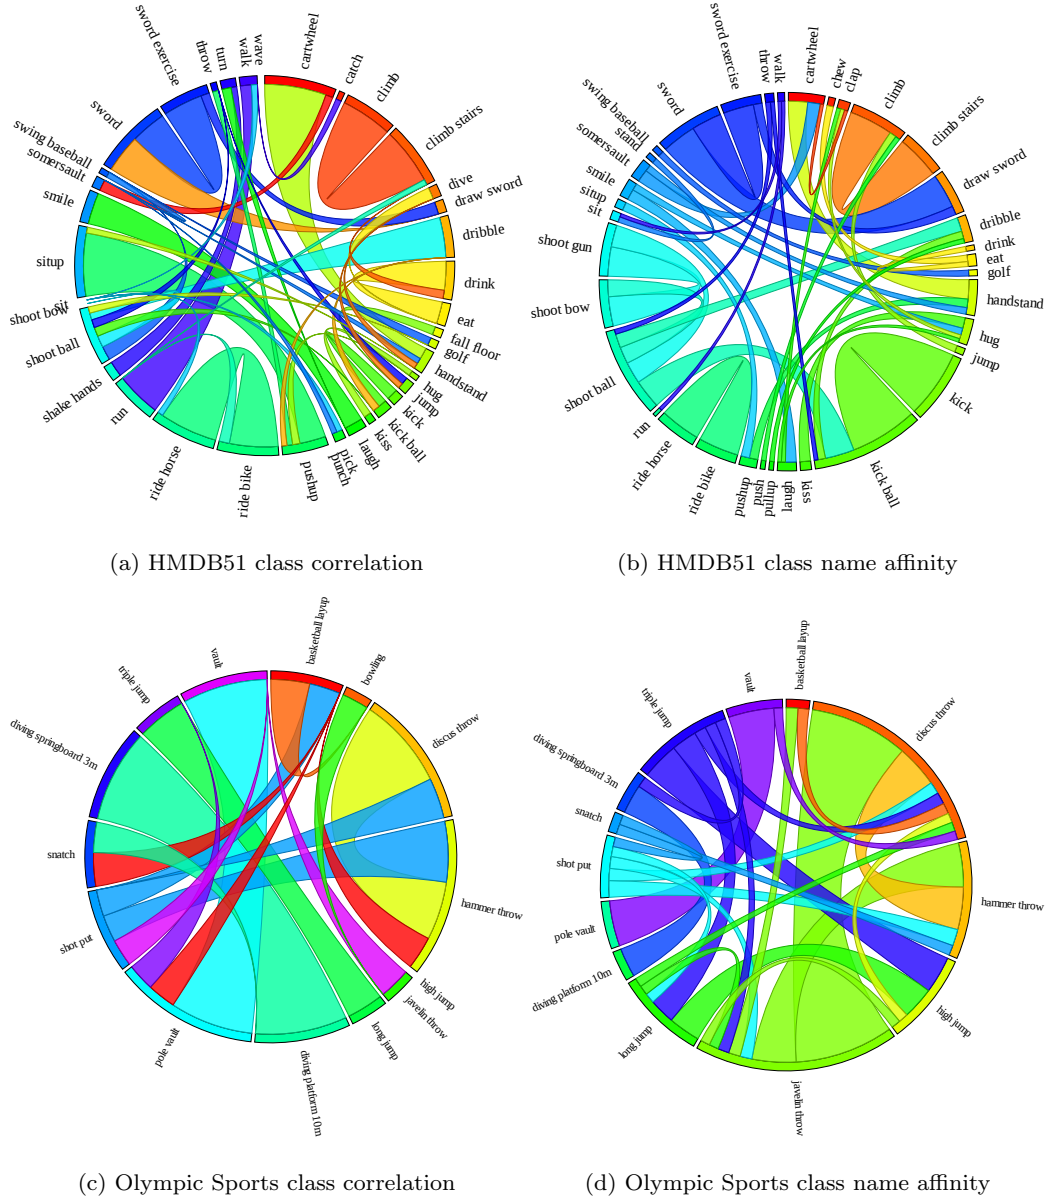 cartwheel
catch
climb
climb stairs
dive
draw sword
dribble
drink
eat
fall floor
golf
handstand
hug
jump
kick
kick ball
kiss
laugh
pick
punch
pushup
ride bike
ride horse
run
shake hands
shoot ball
shoot bow
sit
situp
smile
somersault
swing baseball
sword
sword exercise
throw
turn
walk
wave
(a) HMDB51 class correlation
cartwheel
chew
clap
climb
climb stairs
draw sword
dribble
drink
eat
golf
handstand
hug
jump
kick
kick ball
kiss
laugh
pullup
push
pushup
ride bike
ride horse
run
shoot ball
shoot bow
shoot gun
sit
situp
smile
somersault
stand
swing baseball
sword
sword exercise
throw
walk
(b) HMDB51 class name affinity
basketball layup
bowling
discus throw
hammer throw
high jump
javelin throw
long jump
diving platform 10m
pole vault
shot put
snatch
diving springboard 3m
triple jump
vault
(c) Olympic Sports class correlation
basketball layup
discus throw
hammer throw
high jump
javelin throw
long jump
diving platform 10m
pole vault
shot put
snatch
diving springboard 3m
triple jump
vault
(d) Olympic Sports class name affinity